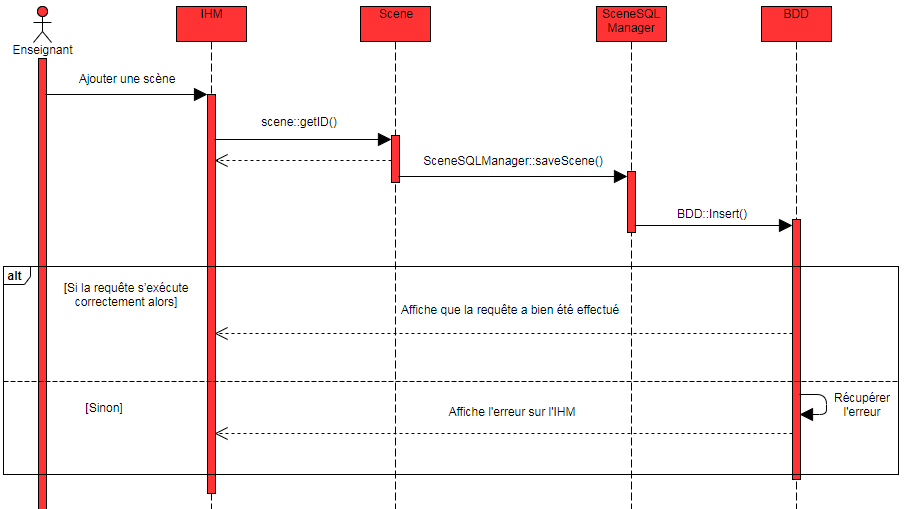 IHM
Scene
SceneSQL
Manager
BDD
Enseignant
Ajouter une scène
scene::getID()
SceneSQLManager::saveScene()
BDD::Insert()
alt
[Si la requête s'exécute
correctement alors]
Affiche que la requête a bien été effectué
[Sinon]
Affiche l'erreur sur l'IHM
Récupérer
l'erreur